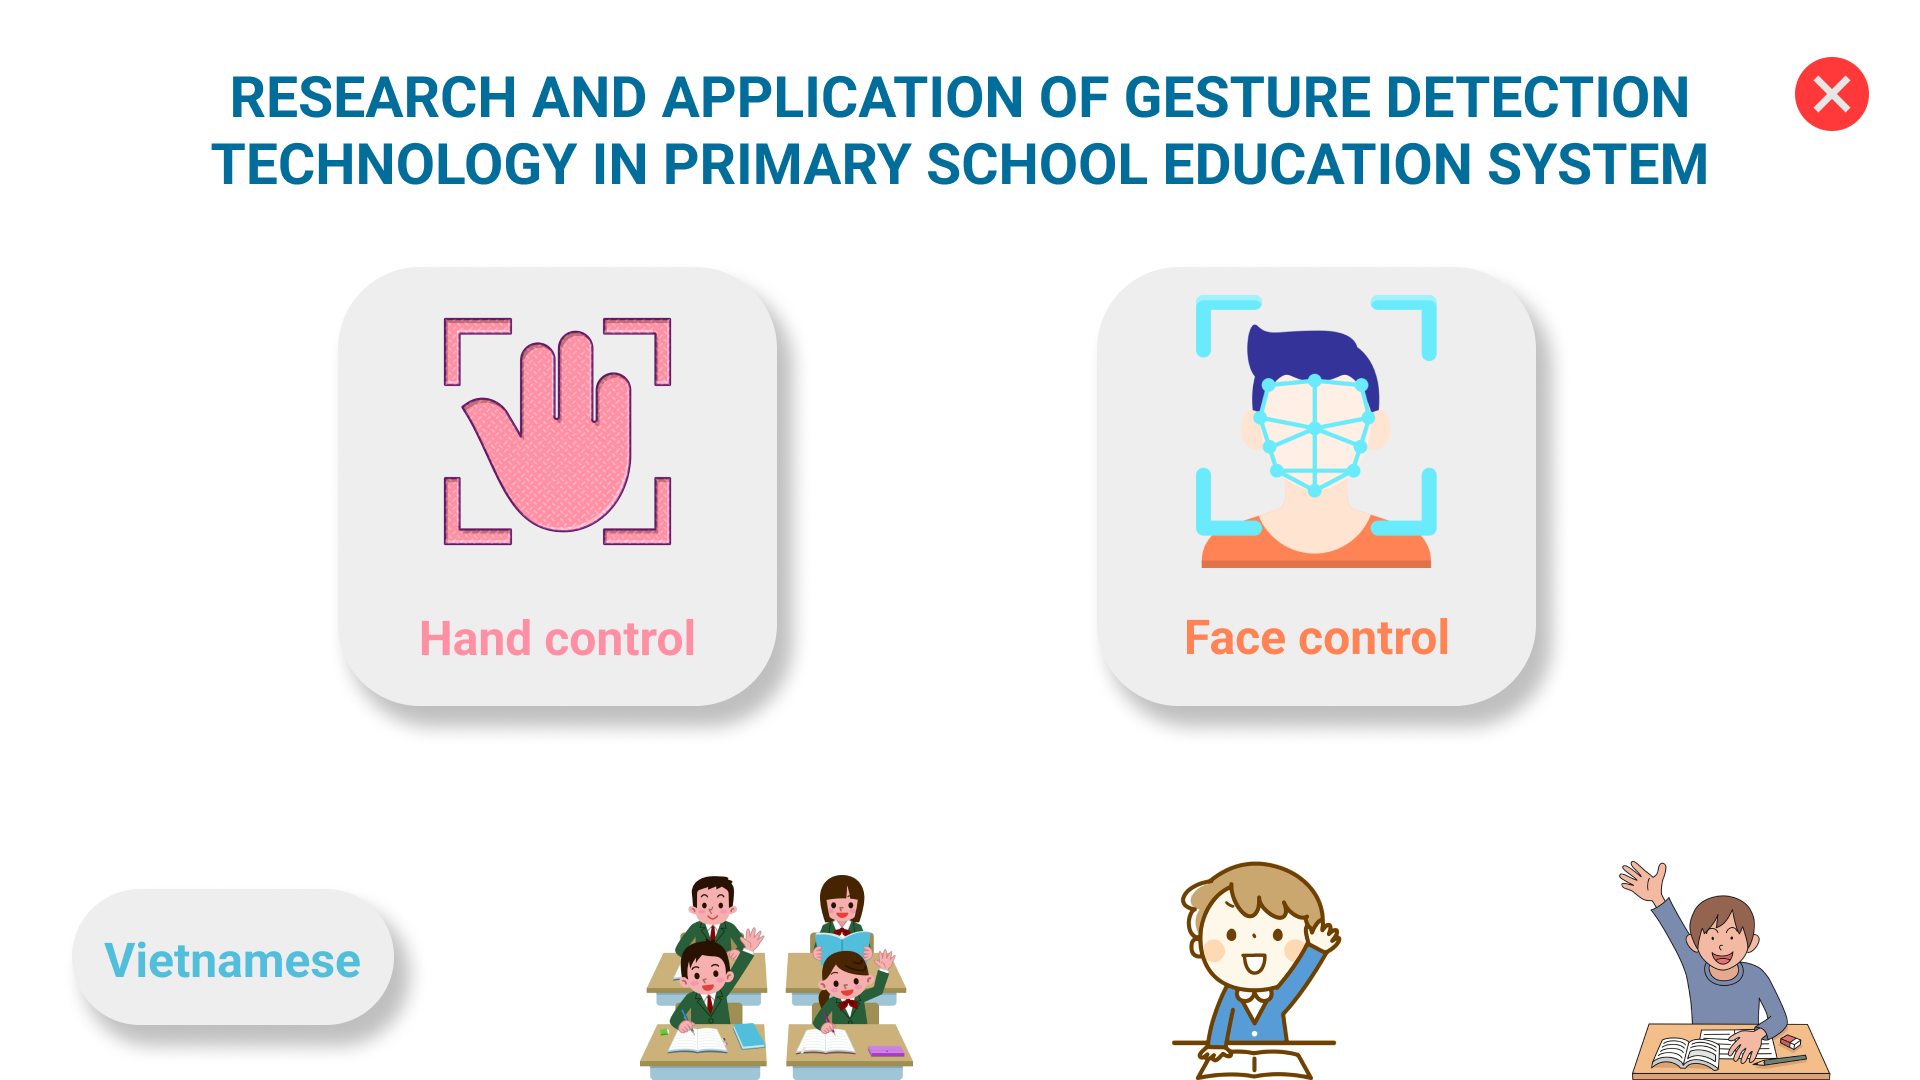 RESEARCH AND APPLICATION OF GESTURE DETECTION
TECHNOLOGY IN PRIMARY SCHOOL EDUCATION SYSTEM
Hand control
Face control
Vietnamese